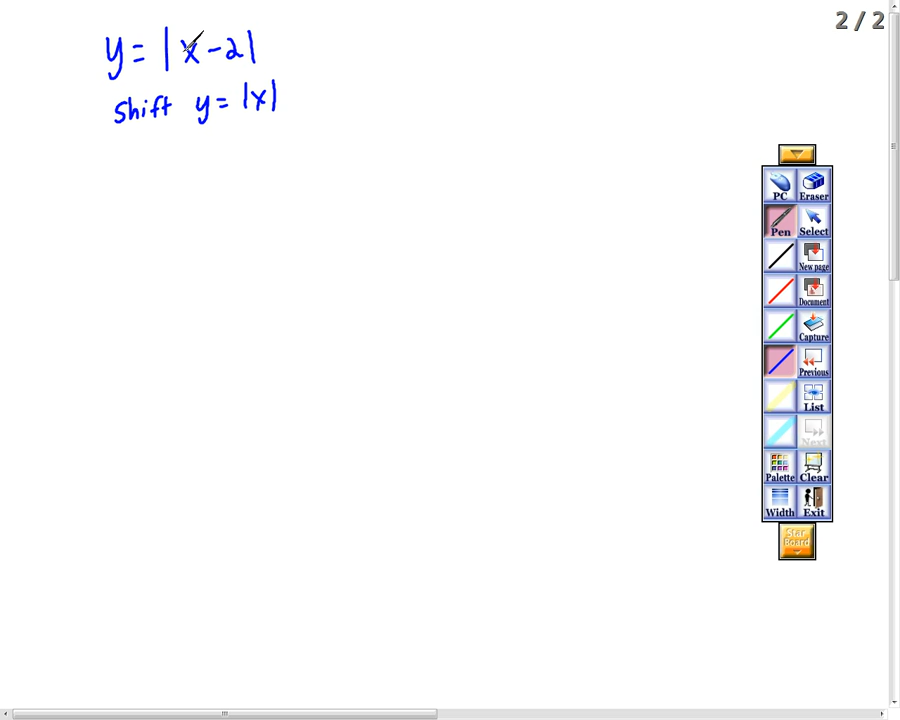 2 / 2
y = |x - 2|
Shift y = |x|
PC Eraser
Pen Select
New page
Document
Capture
Previous
List
Next
Palette Clear
Width Exit
Star
Board